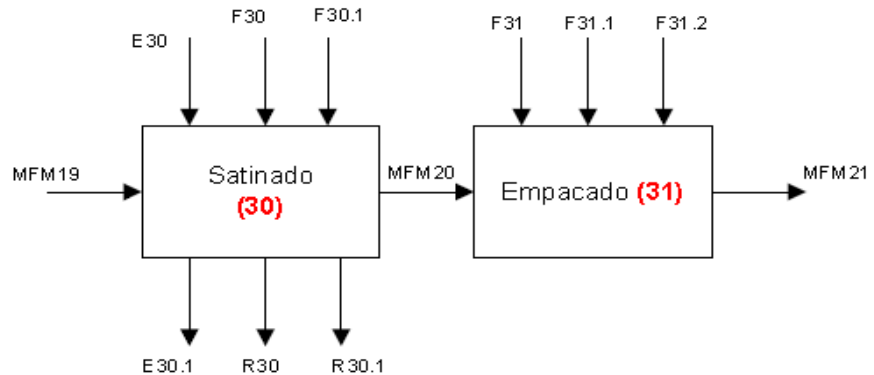 E30
F30
F30.1
F31
F31.1
F31.2
MFM19
Satinado
(30)
MFM20
Empacado (31)
MFM21
E30.1
R30
R30.1